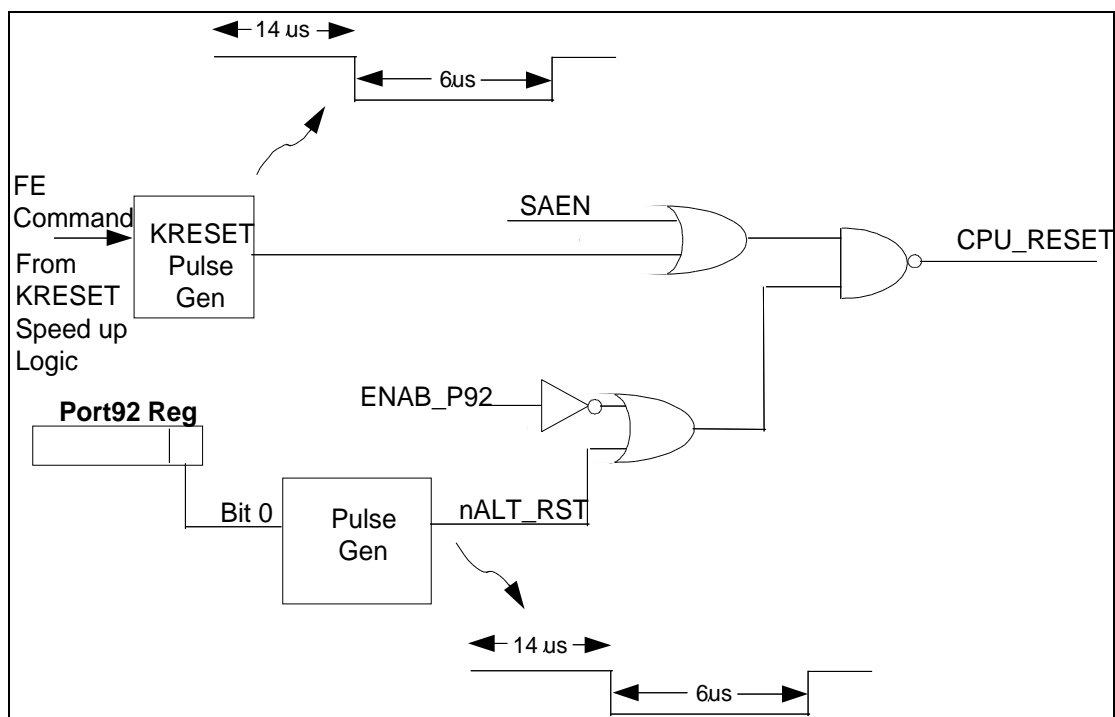 14 us
6us
FE
Command
From
KRESET
Speed up
Logic
KRESET
Pulse
Gen
SAEN
CPU_RESET
ENAB_P92
Port92 Reg
Bit 0
Pulse
Gen
nALT_RST
14 us
6us